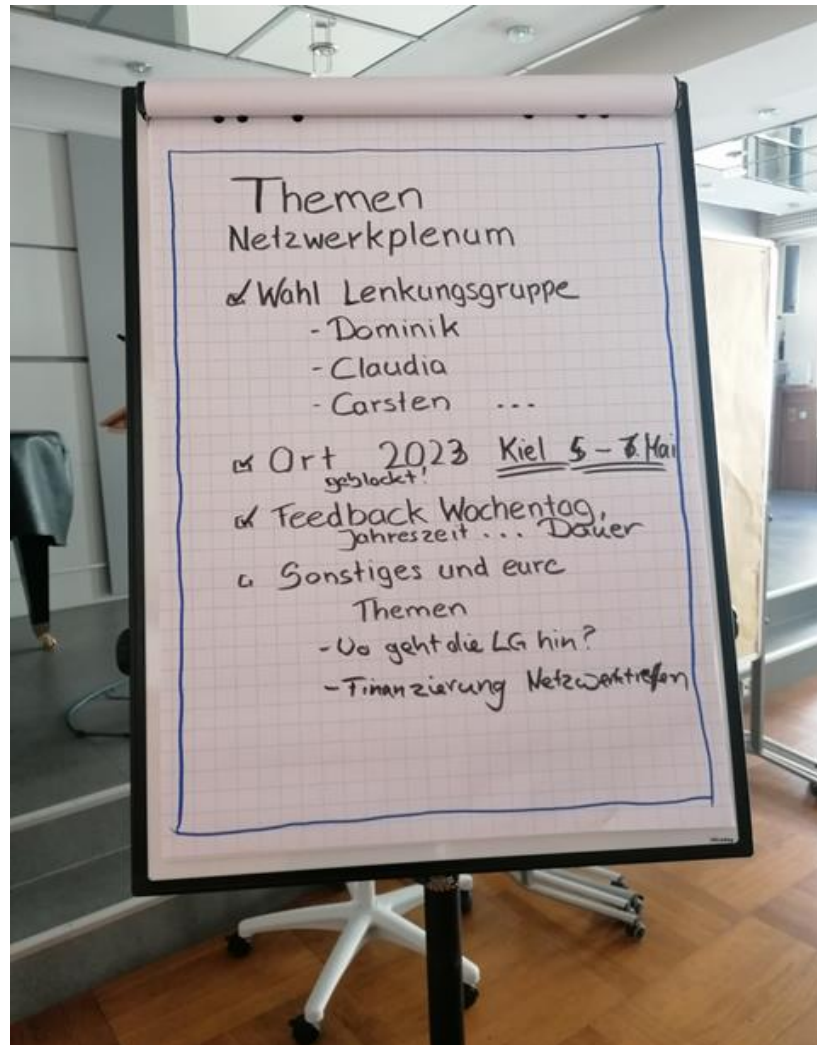 Themen
Netzwerkplenum
Wahl Lenkungsgruppe
- Dominik
- Claudia
- Carsten ...
Ort 2023 Kiel 5 - 7. Mai
geblockt!
Feedback Wochentag,
Jahreszeit ... Dauer
Sonstiges und eure
Themen
- Wo geht die LG hin?
- Finanzierung Netzwerktreffen